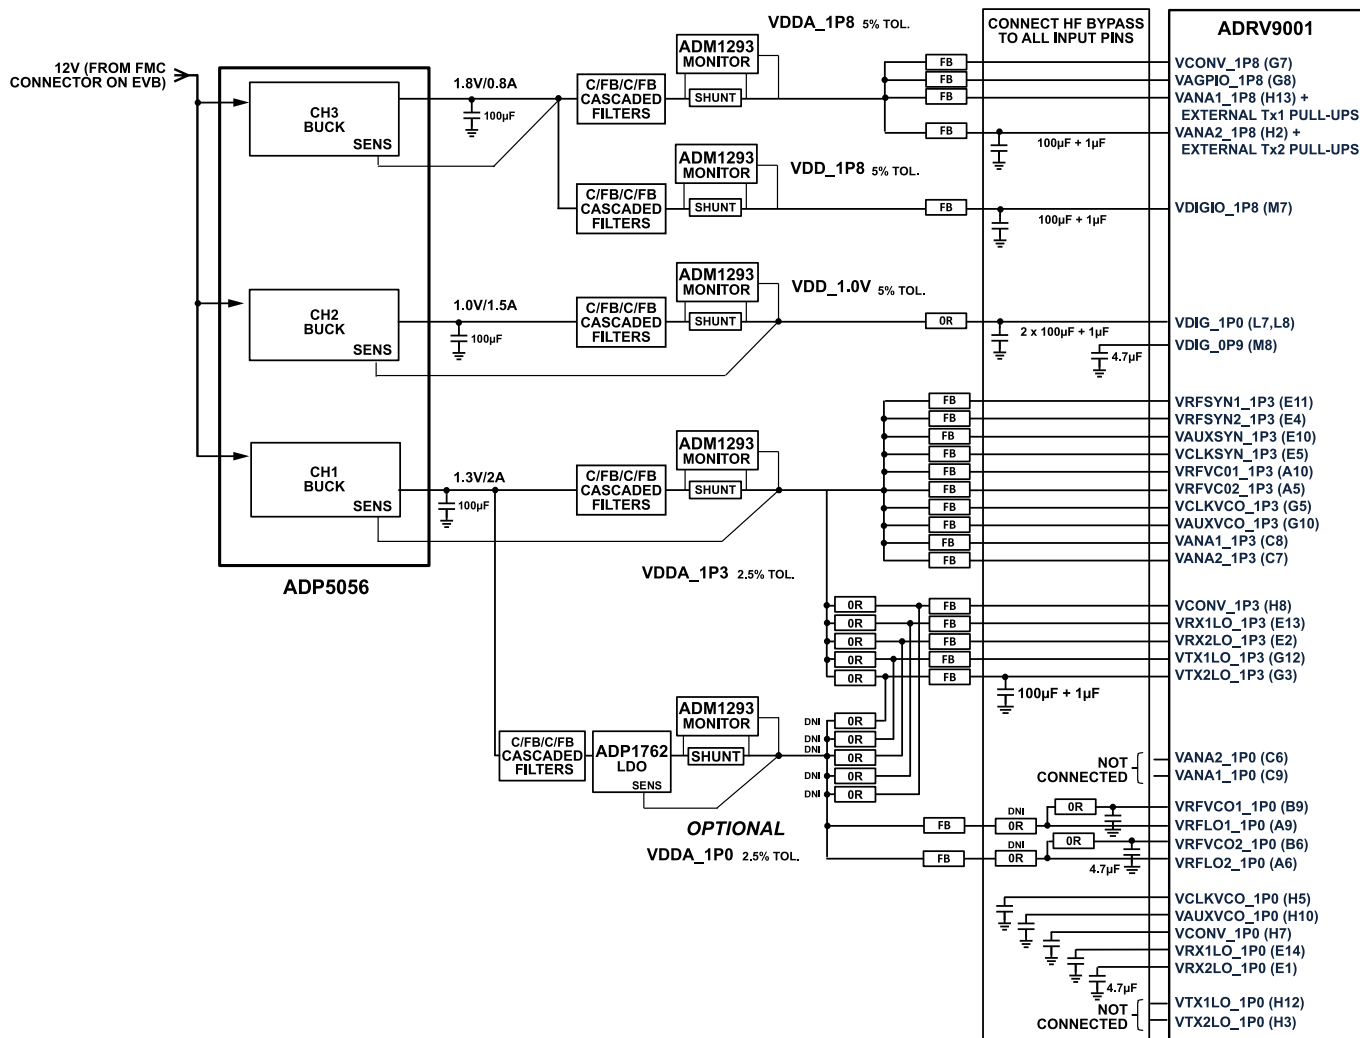 12V (FROM FMC
CONNECTOR ON EVB)
CH3
BUCK
SENS
1.8V/0.8A
100µF
C/FB/C/FB
CASCADED
FILTERS
ADM1293
MONITOR
SHUNT
VDDA_1P8 5% TOL.
C/FB/C/FB
CASCADED
FILTERS
ADM1293
MONITOR
SHUNT
VDD_1P8 5% TOL.
CH2
BUCK
SENS
1.0V/1.5A
100µF
C/FB/C/FB
CASCADED
FILTERS
ADM1293
MONITOR
SHUNT
VDD_1.0V 5% TOL.
CH1
BUCK
SENS
1.3V/2A
100µF
C/FB/C/FB
CASCADED
FILTERS
ADM1293
MONITOR
SHUNT
VDDA_1P3 2.5% TOL.
ADP5056
C/FB/C/FB
CASCADED
FILTERS
ADP1762
LDO
SENS
ADM1293
MONITOR
SHUNT
OPTIONAL
VDDA_1P0 2.5% TOL.
CONNECT HF BYPASS
TO ALL INPUT PINS
ADRV9001
FB
VCONV_1P8 (G7)
FB
VAGPIO_1P8 (G8)
FB
VANA1_1P8 (H13) +
EXTERNAL Tx1 PULL-UPS
FB
100µF + 1µF
VANA2_1P8 (H2) +
EXTERNAL Tx2 PULL-UPS
FB
100µF + 1µF
VDIGIO_1P8 (M7)
0R
2 x 100µF + 1µF
VDIG_1P0 (L7,L8)
4.7µF
VDIG_0P9 (M8)
FB
VRFSYN1_1P3 (E11)
FB
VRFSYN2_1P3 (E4)
FB
VAUXSYN_1P3 (E10)
FB
VCLKSYN_1P3 (E5)
FB
VRFVC01_1P3 (A10)
FB
VRFVC02_1P3 (A5)
FB
VCLKVCO_1P3 (G5)
FB
VAUXVCO_1P3 (G10)
FB
VANA1_1P3 (C8)
FB
VANA2_1P3 (C7)
0R
FB
VCONV_1P3 (H8)
0R
FB
VRX1LO_1P3 (E13)
0R
FB
VRX2LO_1P3 (E2)
0R
FB
VTX1LO_1P3 (G12)
0R
FB
VTX2LO_1P3 (G3)
100µF + 1µF
DNI
0R
DNI
0R
DNI
0R
DNI
0R
DNI
0R
NOT
CONNECTED
VANA2_1P0 (C6)
VANA1_1P0 (C9)
0R
VRFVCO1_1P0 (B9)
FB
DNI
0R
VRFLO1_1P0 (A9)
0R
VRFVCO2_1P0 (B6)
FB
DNI
0R
4.7µF
VRFLO2_1P0 (A6)
VCLKVCO_1P0 (H5)
VAUXVCO_1P0 (H10)
VCONV_1P0 (H7)
VRX1LO_1P0 (E14)
VRX2LO_1P0 (E1)
4.7µF
NOT
CONNECTED
VTX1LO_1P0 (H12)
VTX2LO_1P0 (H3)